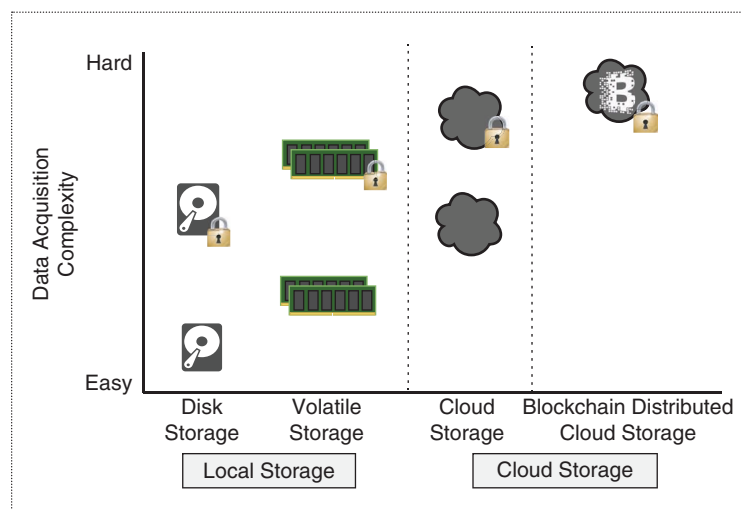 Hard
Data Acquisition
Complexity
Easy
Disk
Storage
Volatile
Storage
Cloud
Storage
Blockchain Distributed
Cloud Storage
Local Storage
Cloud Storage